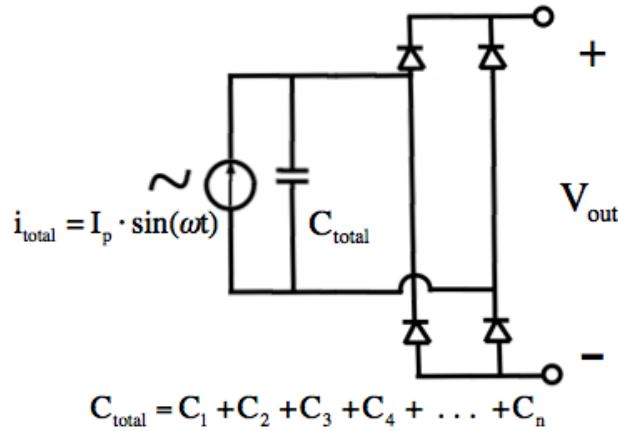 +
i_total = I_p · sin(ωt)
C_total
V_out
–
C_total = C_1 + C_2 + C_3 + C_4 + . . . + C_n